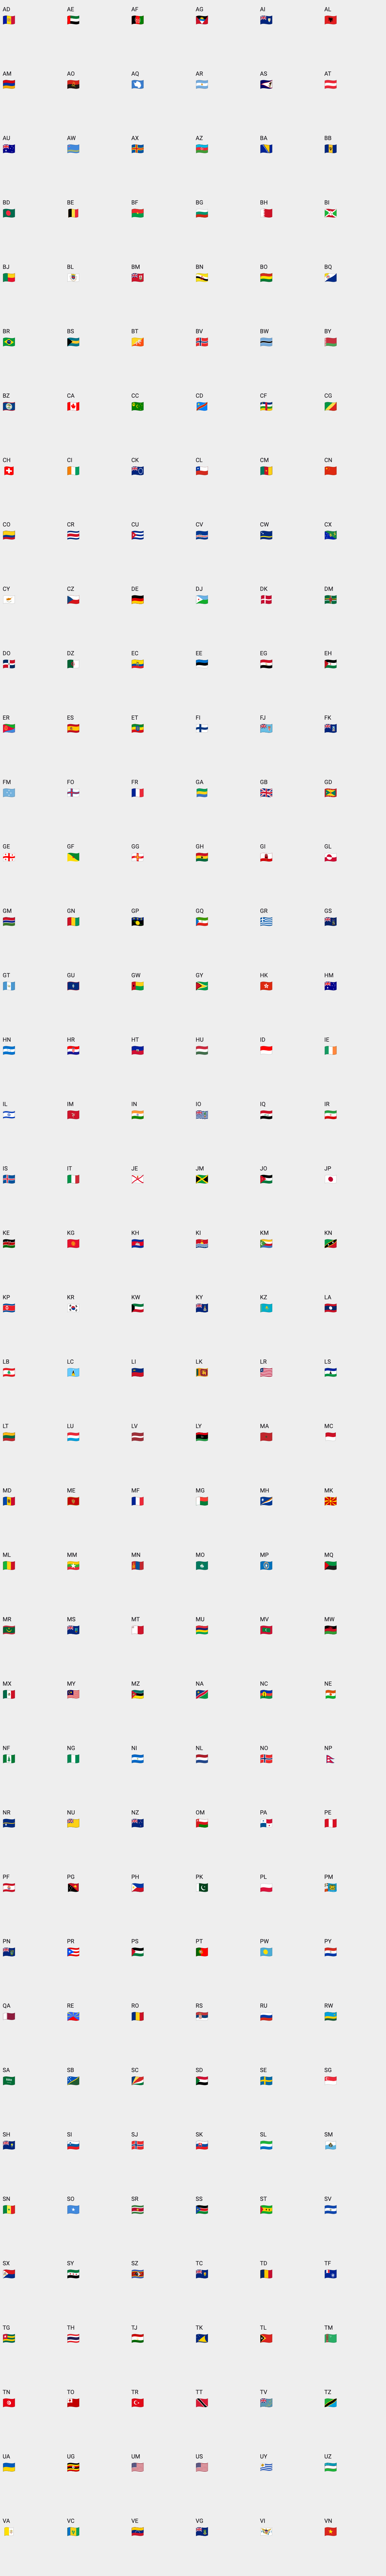 AD AE AF AG AI AL
AM AO AQ AR AS AT
AU AW AX AZ BA BB
BD BE BF BG BH BI
BJ BL BM BN BO BQ
BR BS BT BV BW BY
BZ CA CC CD CF CG
CH CI CK CL CM CN
CO CR CU CV CW CX
CY CZ DE DJ DK DM
DO DZ EC EE EG EH
ER ES ET FI FJ FK
FM FO FR GA GB GD
GE GF GG GH GI GL
GM GN GP GQ GR GS
GT GU GW GY HK HM
HN HR HT HU ID IE
IL IM IN IO IQ IR
IS IT JE JM JO JP
KE KG KH KI KM KN
KP KR KW KY KZ LA
LB LC LI LK LR LS
LT LU LV LY MA MC
MD ME MF MG MH MK
ML MM MN MO MP MQ
MR MS MT MU MV MW
MX MY MZ NA NC NE
NF NG NI NL NO NP
NR NU NZ OM PA PE
PF PG PH PK PL PM
PN PR PS PT PW PY
QA RE RO RS RU RW
SA SB SC SD SE SG
SH SI SJ SK SL SM
SN SO SR SS ST SV
SX SY SZ TC TD TF
TG TH TJ TK TL TM
TN TO TR TT TV TZ
UA UG UM US UY UZ
VA VC VE VG VI VN